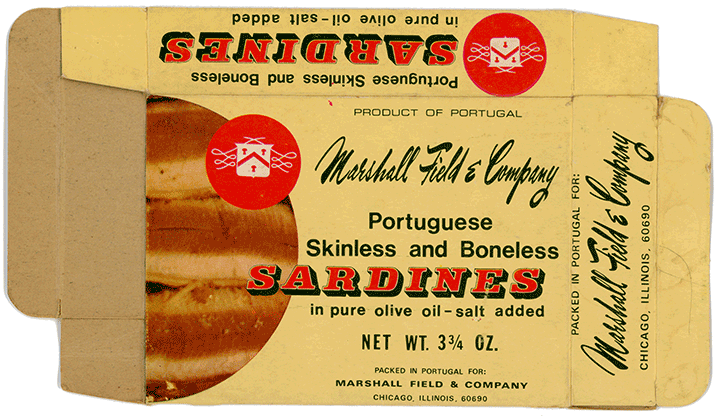 in pure olive oil-salt added
SARDINES
Portuguese Skinless and Boneless
PRODUCT OF PORTUGAL
Marshall Field & Company
Portuguese
Skinless and Boneless
SARDINES
in pure olive oil-salt added
NET WT. 3¾ OZ.
PACKED IN PORTUGAL FOR:
MARSHALL FIELD & COMPANY
CHICAGO, ILLINOIS, 60690
PACKED IN PORTUGAL FOR:
Marshall Field & Company
CHICAGO, ILLINOIS, 60690